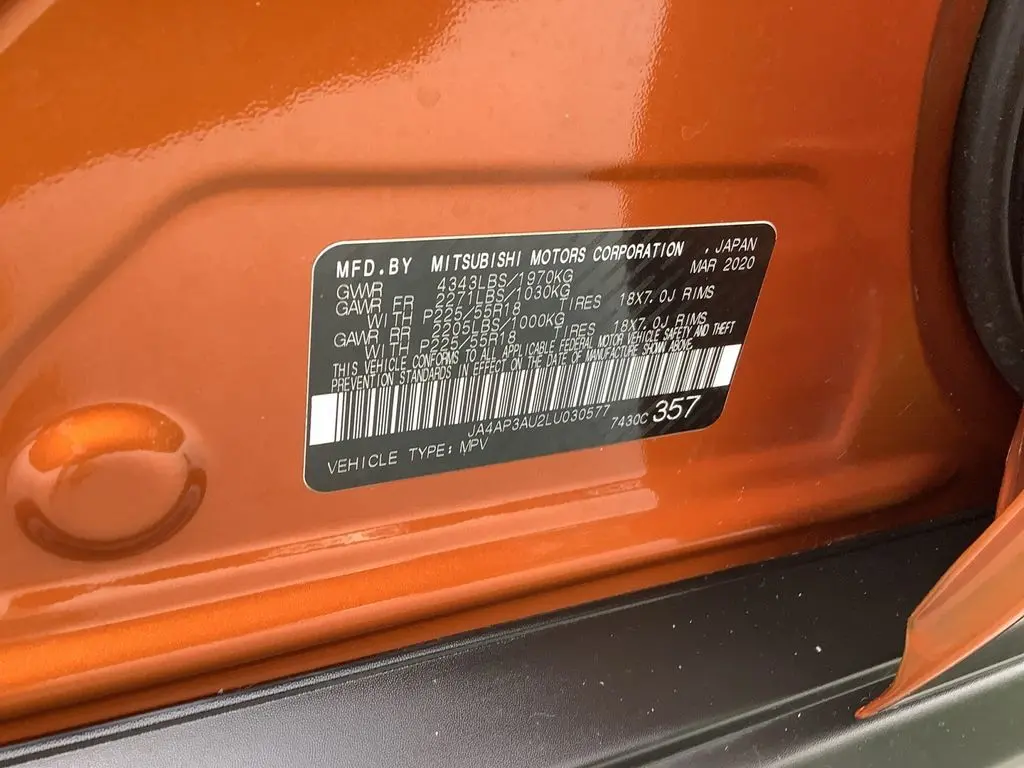 MFD.BY MITSUBISHI MOTORS CORPORATION , JAPAN
MAR 2020
GVWR 4343LBS/1970KG
GAWR FR 2271LBS/1030KG
WITH P225/55R18 TIRES 18X7.0J RIMS
GAWR RR 2205LBS/1000KG
WITH P225/55R18 TIRES 18X7.0J RIMS
THIS VEHICLE CONFORMS TO ALL APPLICABLE FEDERAL MOTOR VEHICLE SAFETY AND THEFT
PREVENTION STANDARDS IN EFFECT ON THE DATE OF MANUFACTURE SHOWN ABOVE
JA4AP3AU2LU030577 7430C 357
VEHICLE TYPE: MPV